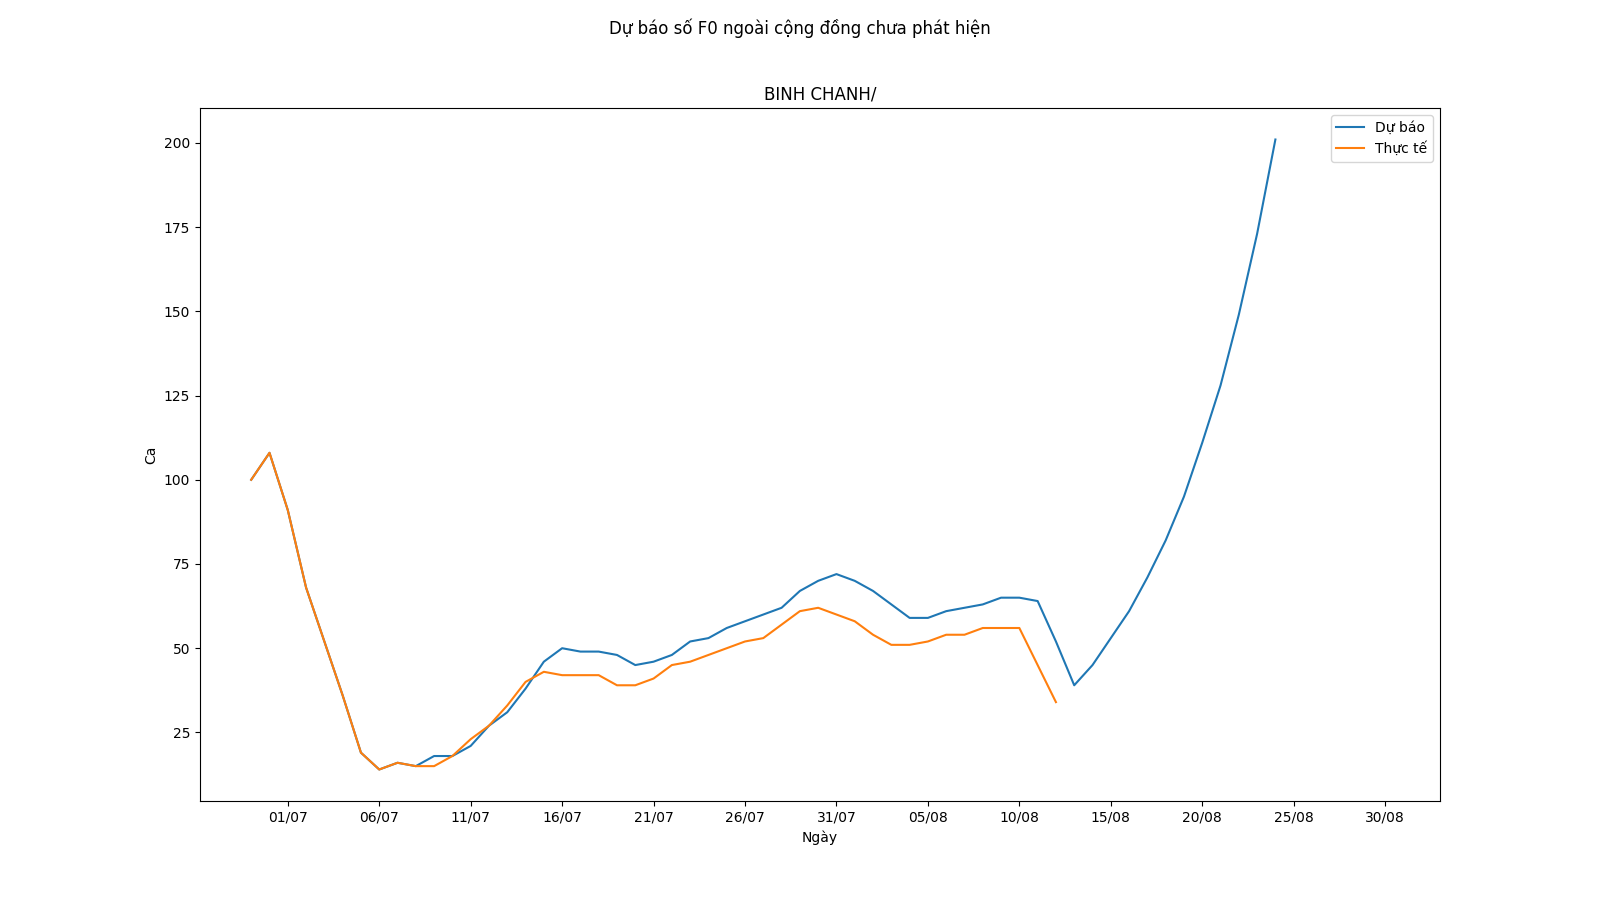 Dự báo số F0 ngoài cộng đồng chưa phát hiện
BINH CHANH/
Dự báo
Thực tế
200
175
150
125
100
75
50
25
Ca
01/07 06/07 11/07 16/07 21/07 26/07 31/07 05/08 10/08 15/08 20/08 25/08 30/08
Ngày